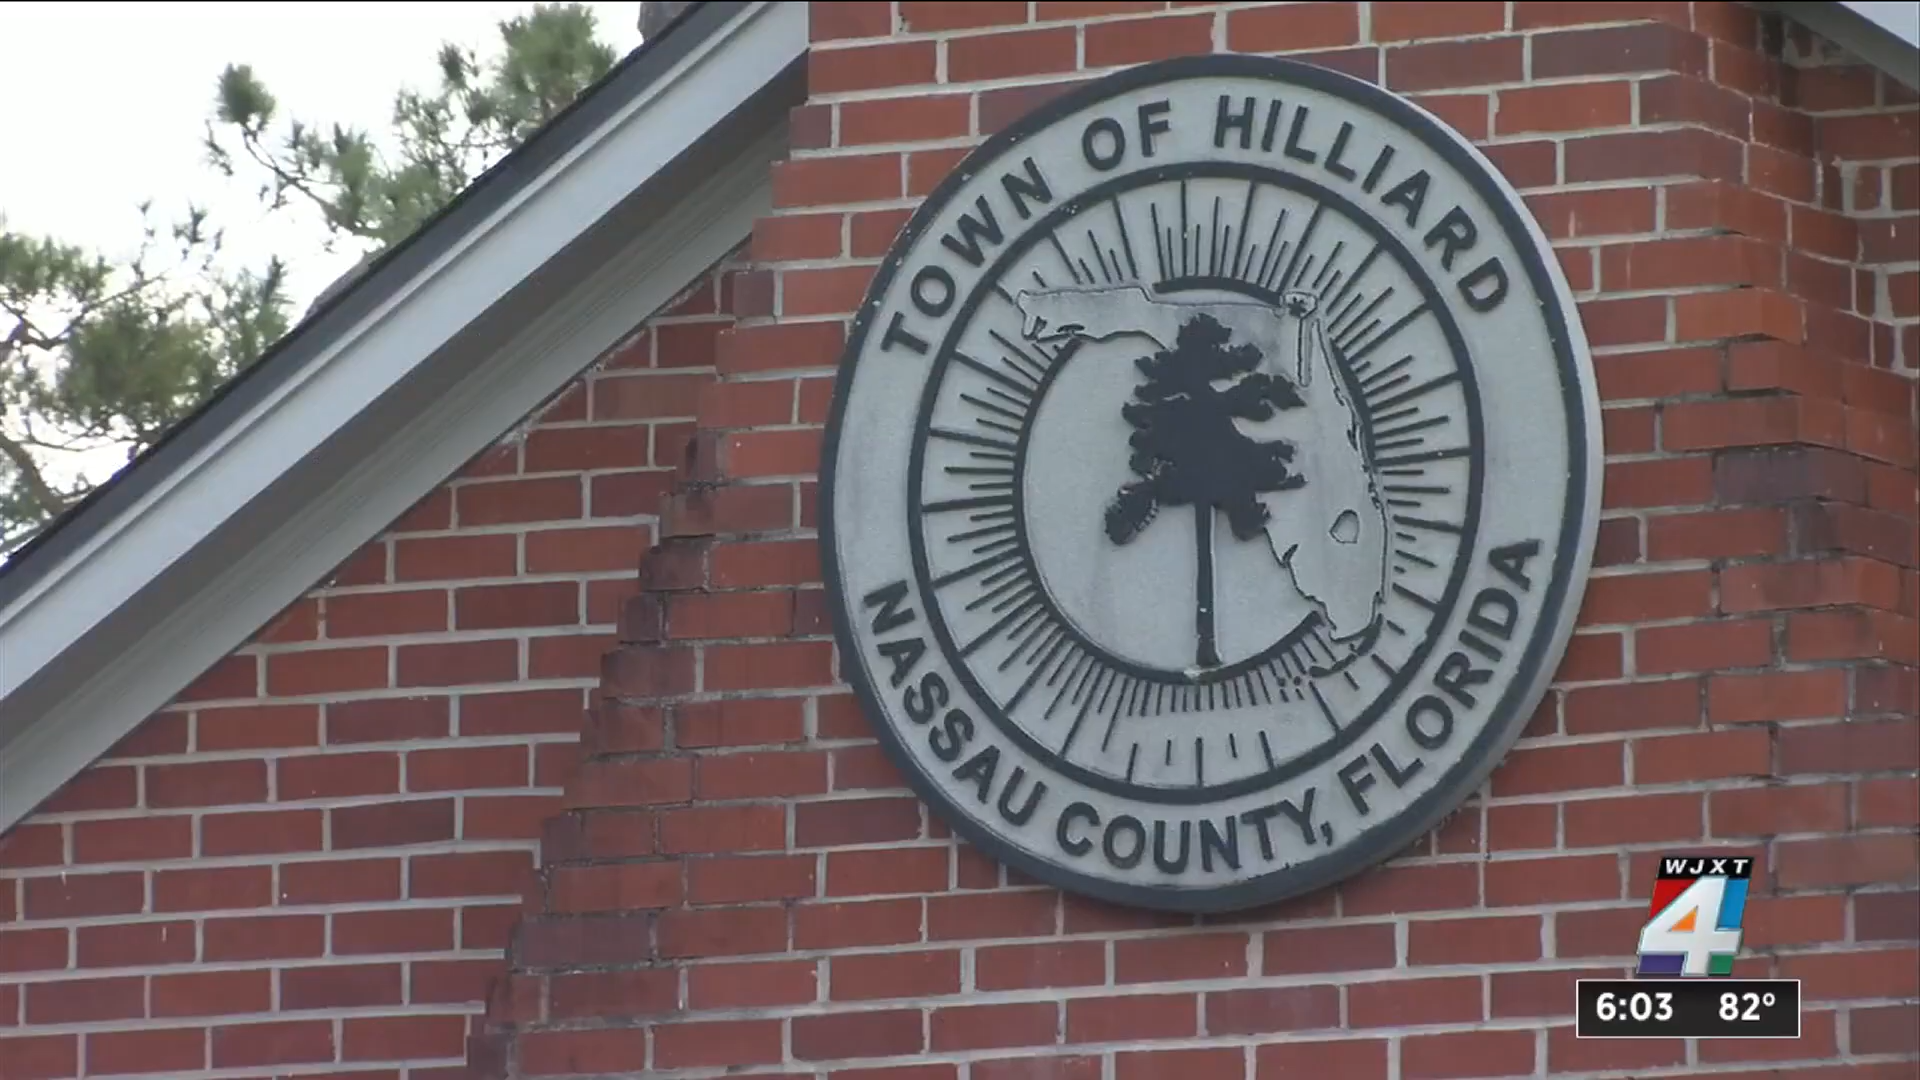 TOWN OF HILLIARD
NASSAU COUNTY, FLORIDA
WJXT
4
6:03 82°